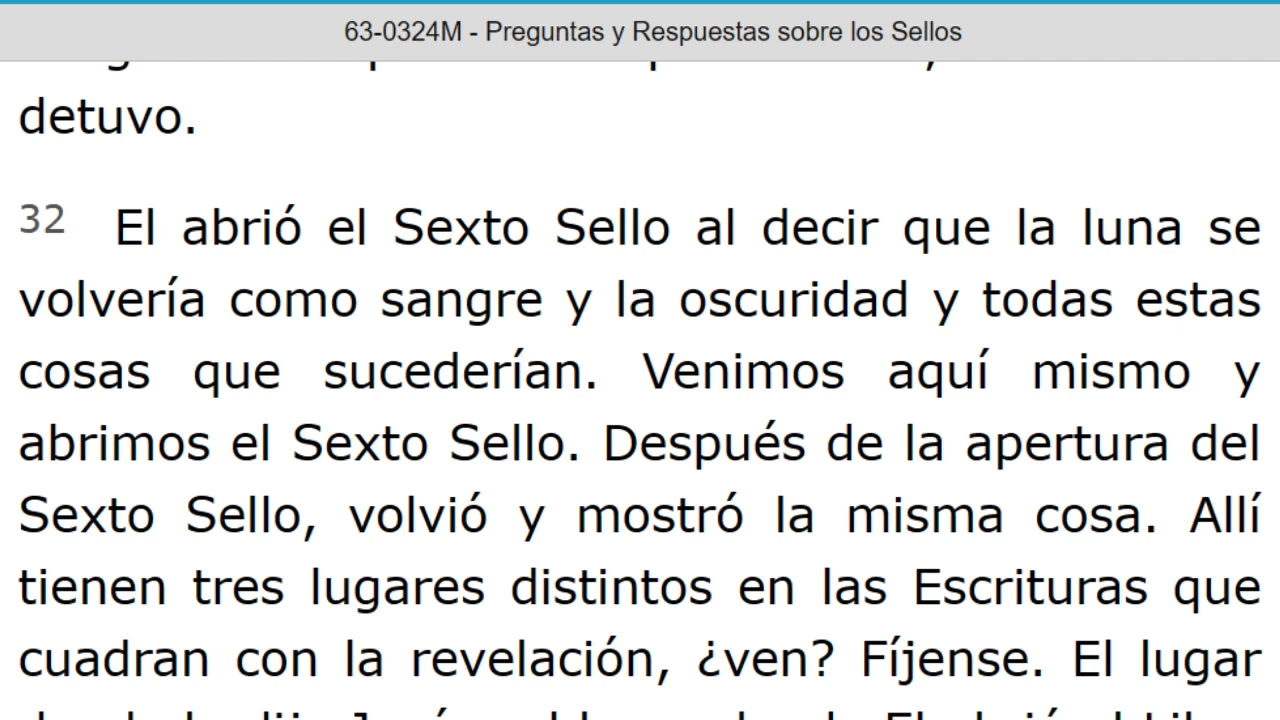 63-0324M - Preguntas y Respuestas sobre los Sellos
detuvo.
32 El abrió el Sexto Sello al decir que la luna se
volvería como sangre y la oscuridad y todas estas
cosas que sucederían. Venimos aquí mismo y
abrimos el Sexto Sello. Después de la apertura del
Sexto Sello, volvió y mostró la misma cosa. Allí
tienen tres lugares distintos en las Escrituras que
cuadran con la revelación, ¿ven? Fíjense. El lugar